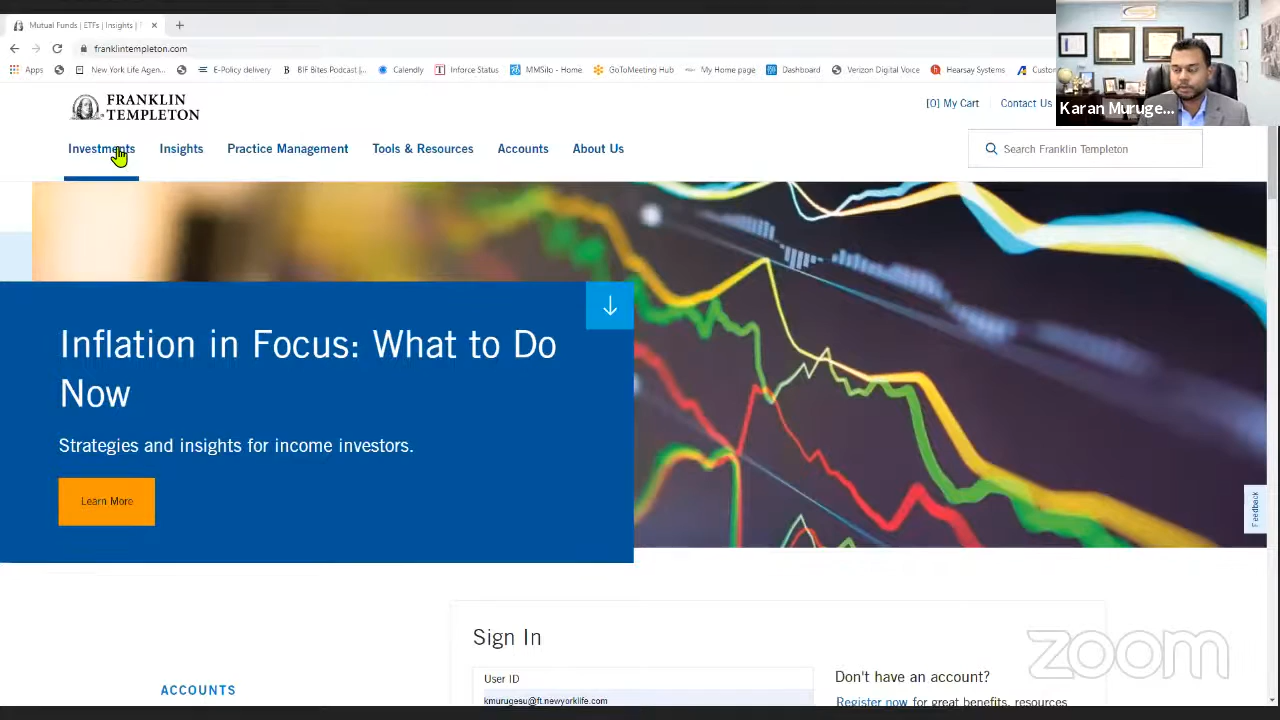 Mutual Funds | ETFs | Insights |
franklintempleton.com
Apps
New York Life Agen...
E-Policy delivery
BIF Bites Podcast |...
Calendly
Travel Status
MMSilo - Home
GoToMeeting Hub
My Home page
Dashboard
Verizon Digital Voice
Hearsay Systems
Custom
Karan Muruge...
FRANKLIN
TEMPLETON
[0] My Cart
Contact Us
Investments
Insights
Practice Management
Tools & Resources
Accounts
About Us
Search Franklin Templeton
Inflation in Focus: What to Do
Now
Strategies and insights for income investors.
Learn More
Feedback
Sign In
User ID
kmurugesu@ft.newyorklife.com
ACCOUNTS
Don't have an account?
Register now for great benefits, resources
zoom